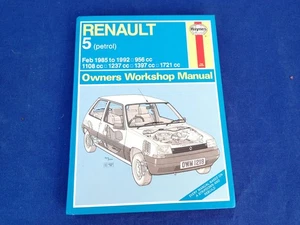 RENAULT
Haynes
5 (petrol)
Feb 1985 to 1992 □ 956 cc
1108 cc □ 1237 cc □ 1397 cc □ 1721 cc
Owners Workshop Manual